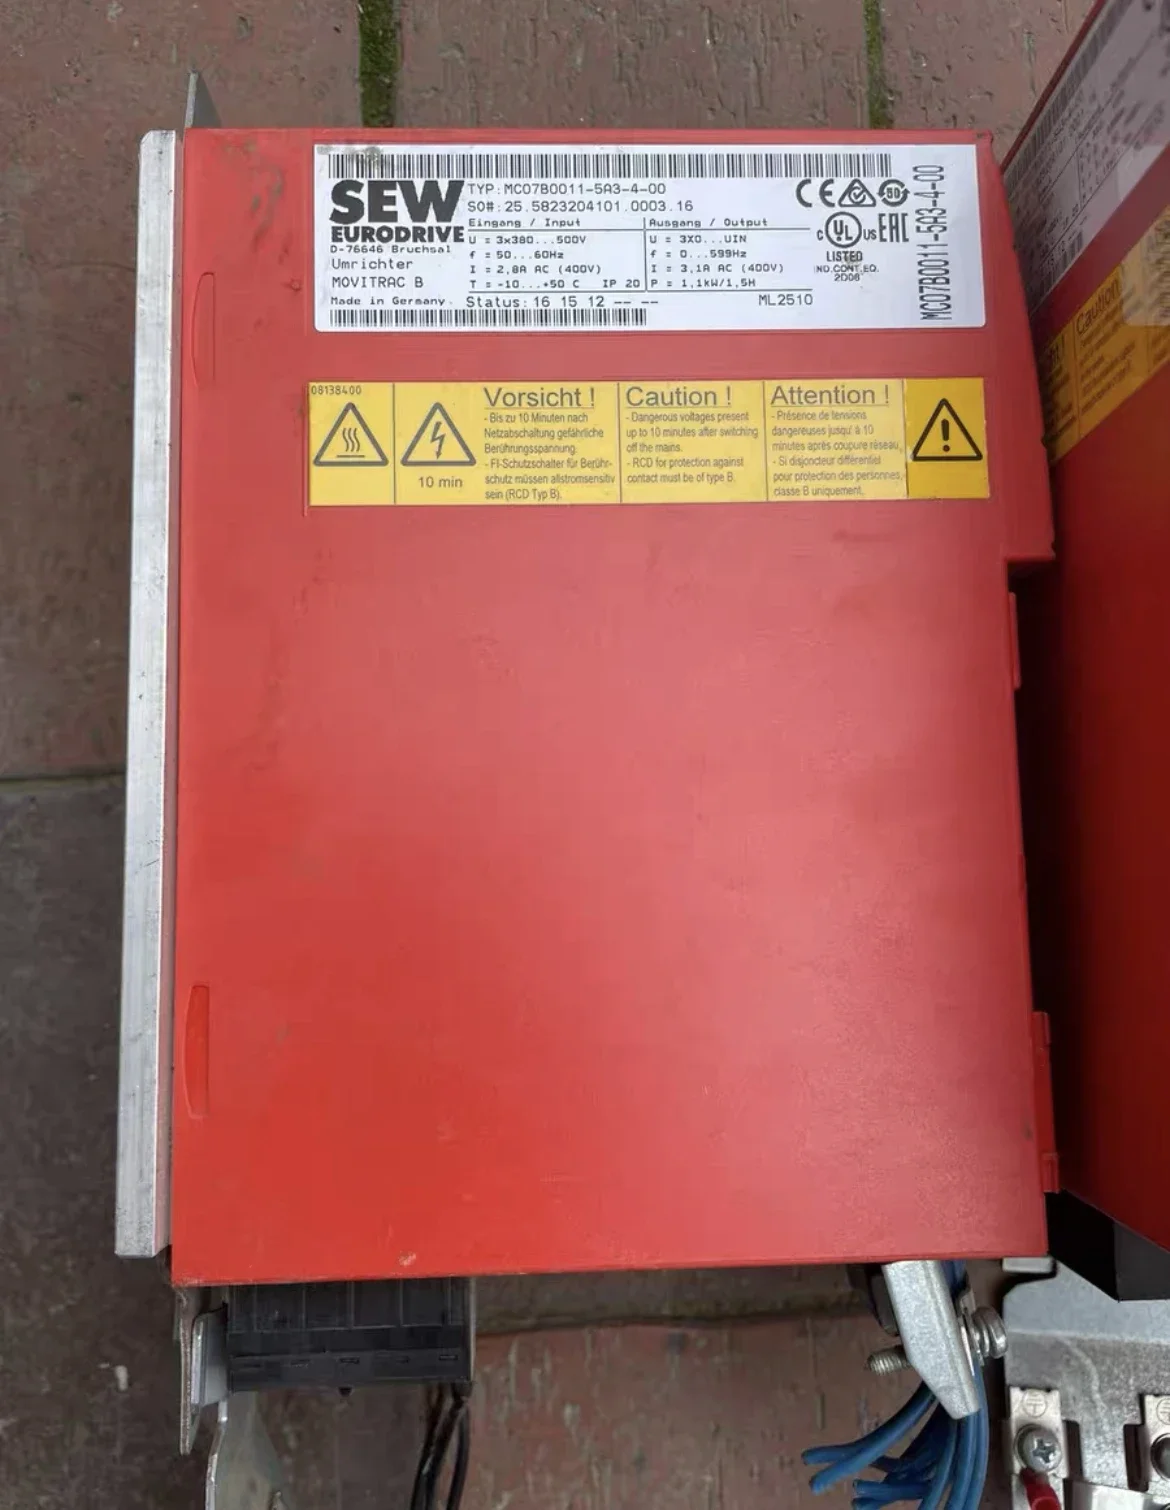 SEW
EURODRIVE
D-76646 Bruchsal
Umrichter
MOVITRAC B
Made in Germany.
TYP: MC07B0011-5A3-4-00
SO#: 25.5823204101.0003.16
Eingang / Input
U = 3x380...500V
f = 50...60Hz
I = 2,8A AC (400V)
T = -10...+50 C IP 20
Status: 16 15 12 -- --
Ausgang / Output
U = 3X0...UIN
f = 0...599Hz
I = 3,1A AC (400V)
P = 1,1kW/1,5H
ML2510
CE
50
c UL us EAC
LISTED
IND.CONT.EQ.
2D06
MC07B0011-5A3-4-00
08138400
10 min
Vorsicht !
- Bis zu 10 Minuten nach
Netzabschaltung gefährliche
Berührungsspannung.
- FI-Schutzschalter für Berühr-
schutz müssen allstromsensitiv
sein (RCD Typ B).
Caution !
- Dangerous voltages present
up to 10 minutes after switching
off the mains.
- RCD for protection against
contact must be of type B.
Attention !
- Présence de tensions
dangereuses jusqu' à 10
minutes après coupure réseau,
- Si disjoncteur différentiel
pour protection des personnes,
classe B uniquement,
Caution